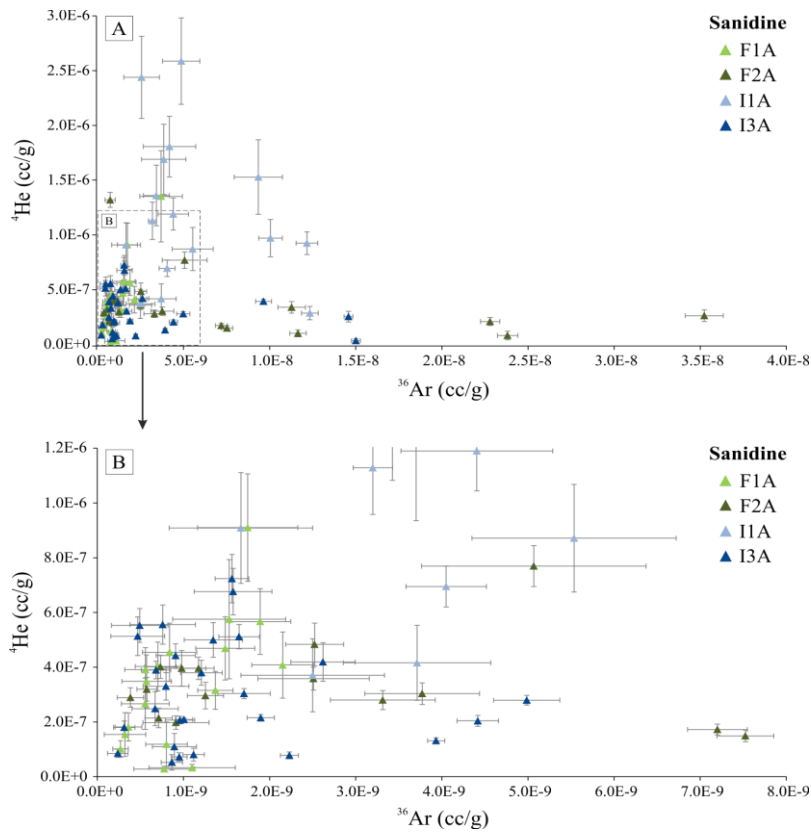 A
3.0E-6
2.5E-6
2.0E-6
1.5E-6
1.0E-6
5.0E-7
0.0E+0
⁴He (cc/g)
B
0.0E+0 5.0E-9 1.0E-8 1.5E-8 2.0E-8 2.5E-8 3.0E-8 3.5E-8 4.0E-8
³⁶Ar (cc/g)
Sanidine
F1A
F2A
I1A
I3A
B
1.2E-6
1.0E-6
8.0E-7
6.0E-7
4.0E-7
2.0E-7
0.0E+0
⁴He (cc/g)
0.0E+0 1.0E-9 2.0E-9 3.0E-9 4.0E-9 5.0E-9 6.0E-9 7.0E-9 8.0E-9
³⁶Ar (cc/g)
Sanidine
F1A
F2A
I1A
I3A